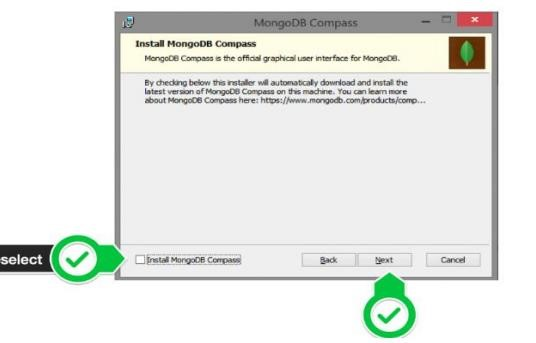 MongoDB Compass
Install MongoDB Compass
MongoDB Compass is the official graphical user interface for MongoDB.
By checking below this installer will automatically download and install the
latest version of MongoDB Compass on this machine. You can learn more
about MongoDB Compass here: https://www.mongodb.com/products/comp...
select
Install MongoDB Compass
Back
Next
Cancel